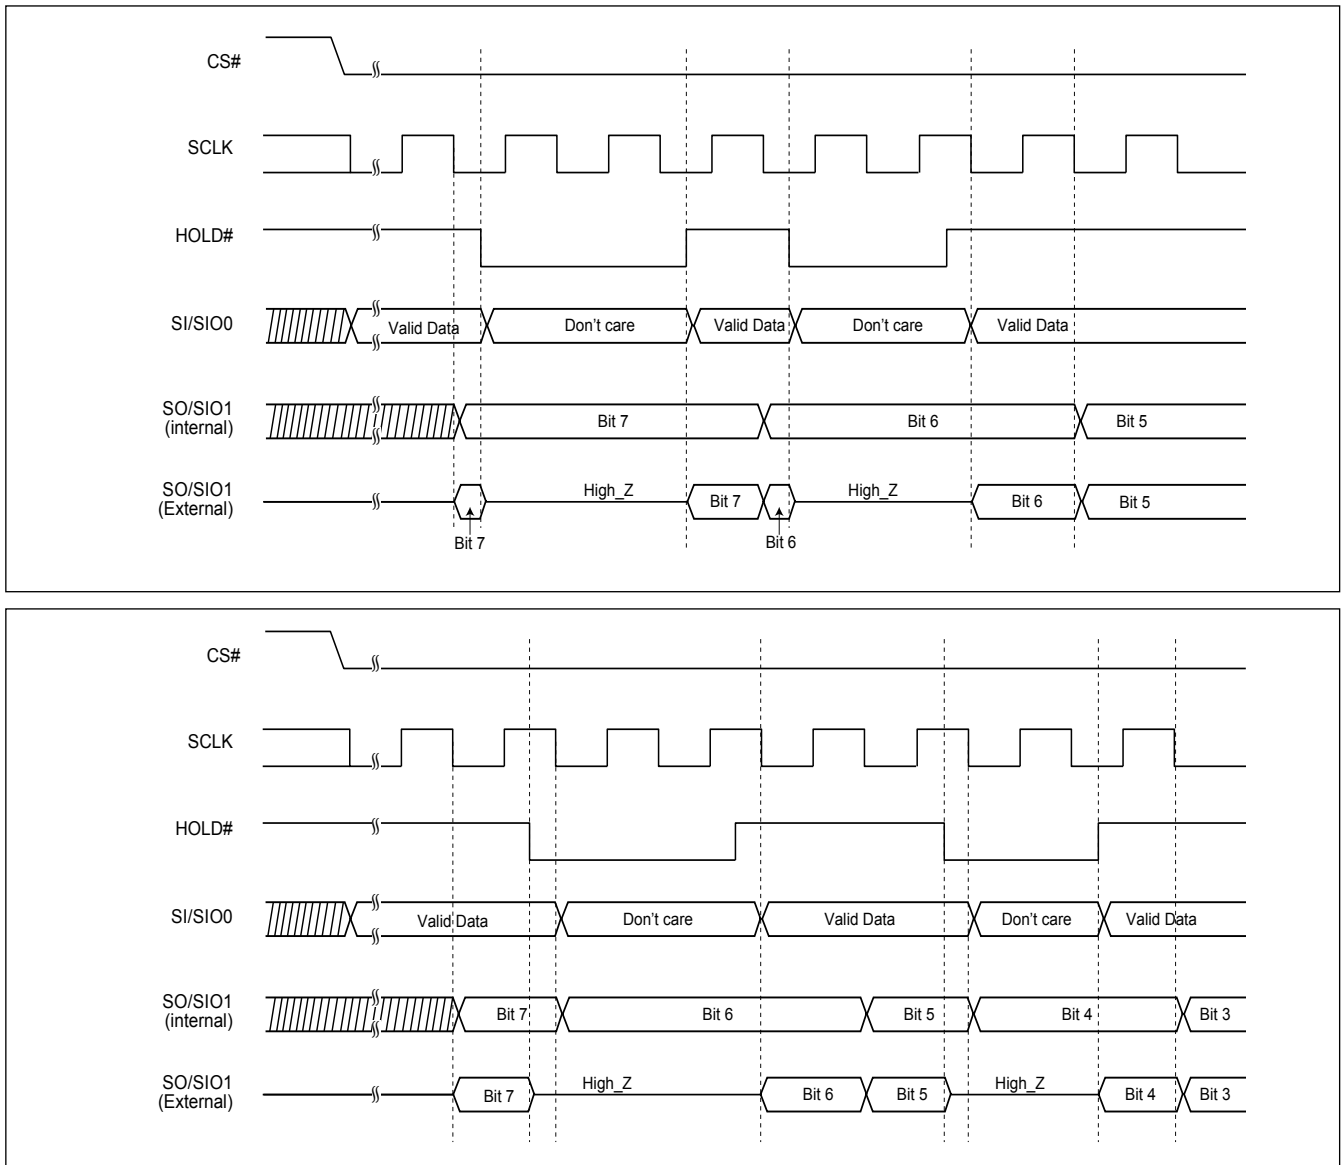 CS#
SCLK
HOLD#
SI/SIO0
Valid Data
Don't care
Valid Data
Don't care
Valid Data
SO/SIO1
(internal)
Bit 7
Bit 6
Bit 5
SO/SIO1
(External)
High_Z
Bit 7
High_Z
Bit 6
Bit 5
Bit 7
Bit 6
CS#
SCLK
HOLD#
SI/SIO0
Valid Data
Don't care
Valid Data
Don't care
Valid Data
SO/SIO1
(internal)
Bit 7
Bit 6
Bit 5
Bit 4
Bit 3
SO/SIO1
(External)
Bit 7
High_Z
Bit 6
Bit 5
High_Z
Bit 4
Bit 3